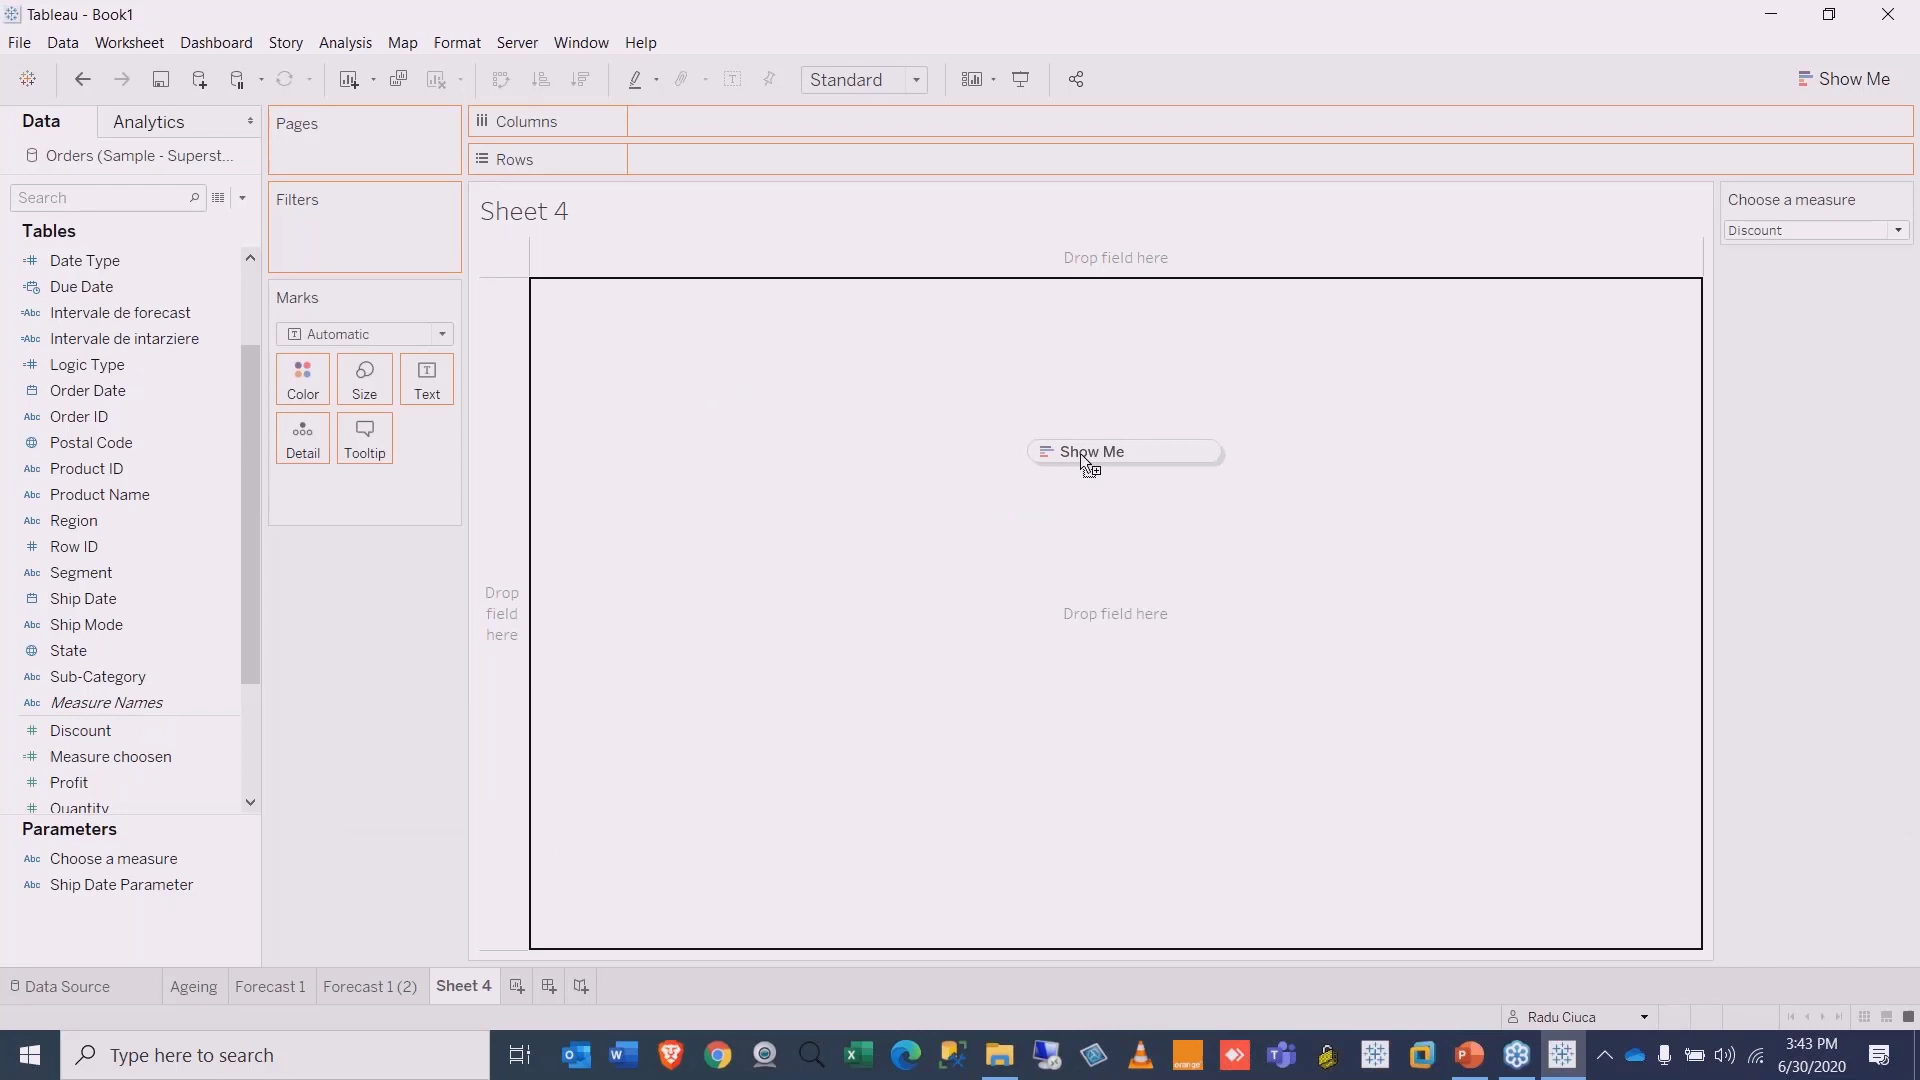 Tableau - Book1
File Data Worksheet Dashboard Story Analysis Map Format Server Window Help
Standard
Show Me
Data Analytics
Orders (Sample - Superst...
Search
Tables
Date Type
Due Date
Intervale de forecast
Intervale de intarziere
Logic Type
Order Date
Order ID
Postal Code
Product ID
Product Name
Region
Row ID
Segment
Ship Date
Ship Mode
State
Sub-Category
Measure Names
Discount
Measure choosen
Profit
Quantity
Parameters
Choose a measure
Ship Date Parameter
Pages
Filters
Marks
Automatic
Color Size Text
Detail Tooltip
Columns
Rows
Sheet 4
Drop field here
Show Me
Drop
field
here
Drop field here
Choose a measure
Discount
Data Source Ageing Forecast 1 Forecast 1 (2) Sheet 4
Radu Ciuca
Type here to search
3:43 PM
6/30/2020